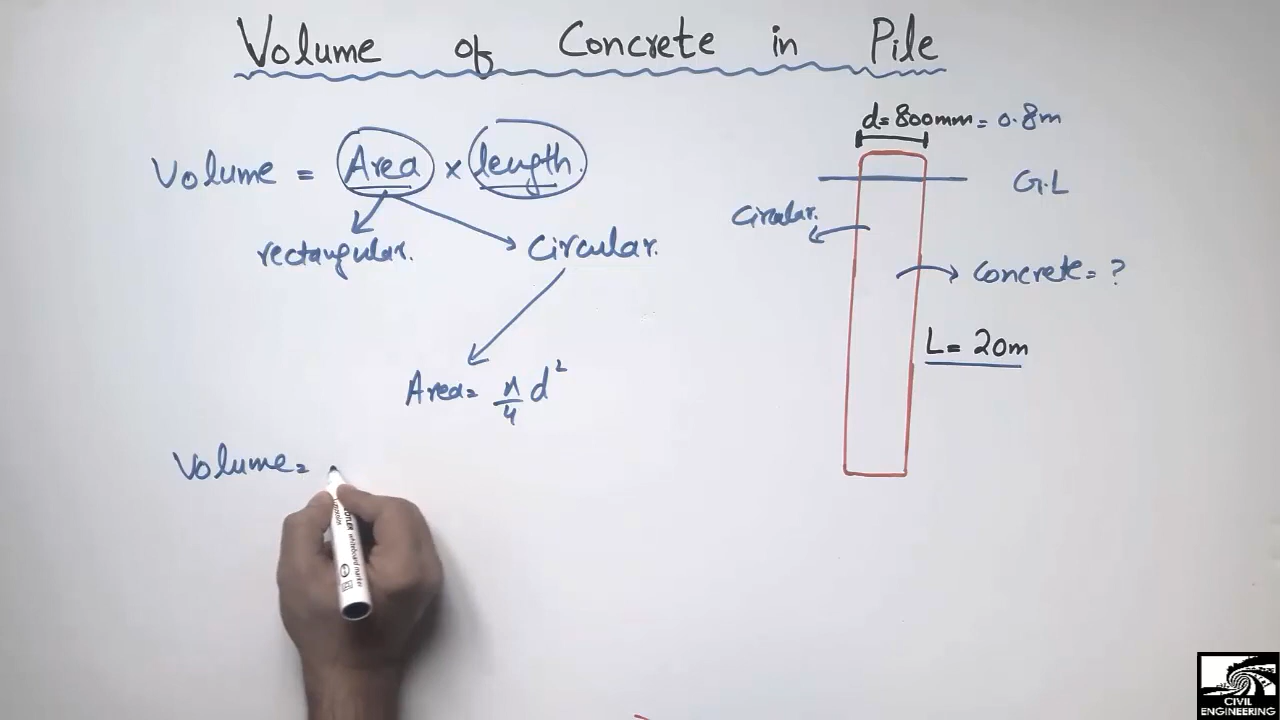 Volume of Concrete in Pile
d=800mm = 0.8m
Volume = Area × length.
G.L
Circular.
rectangular.
Circular.
Concrete = ?
L= 20m
Area= π/4 d²
Volume=
CIVIL
ENGINEERING